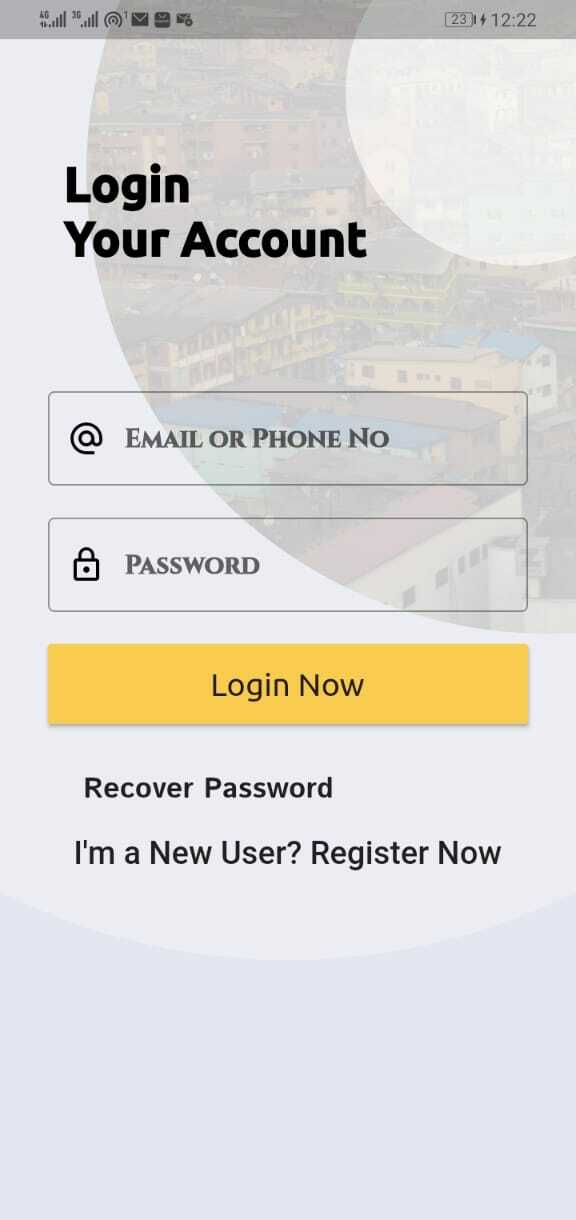 4G 3G 1 23 12:22
Login
Your Account
Email or Phone No
Password
Login Now
Recover Password
I'm a New User? Register Now